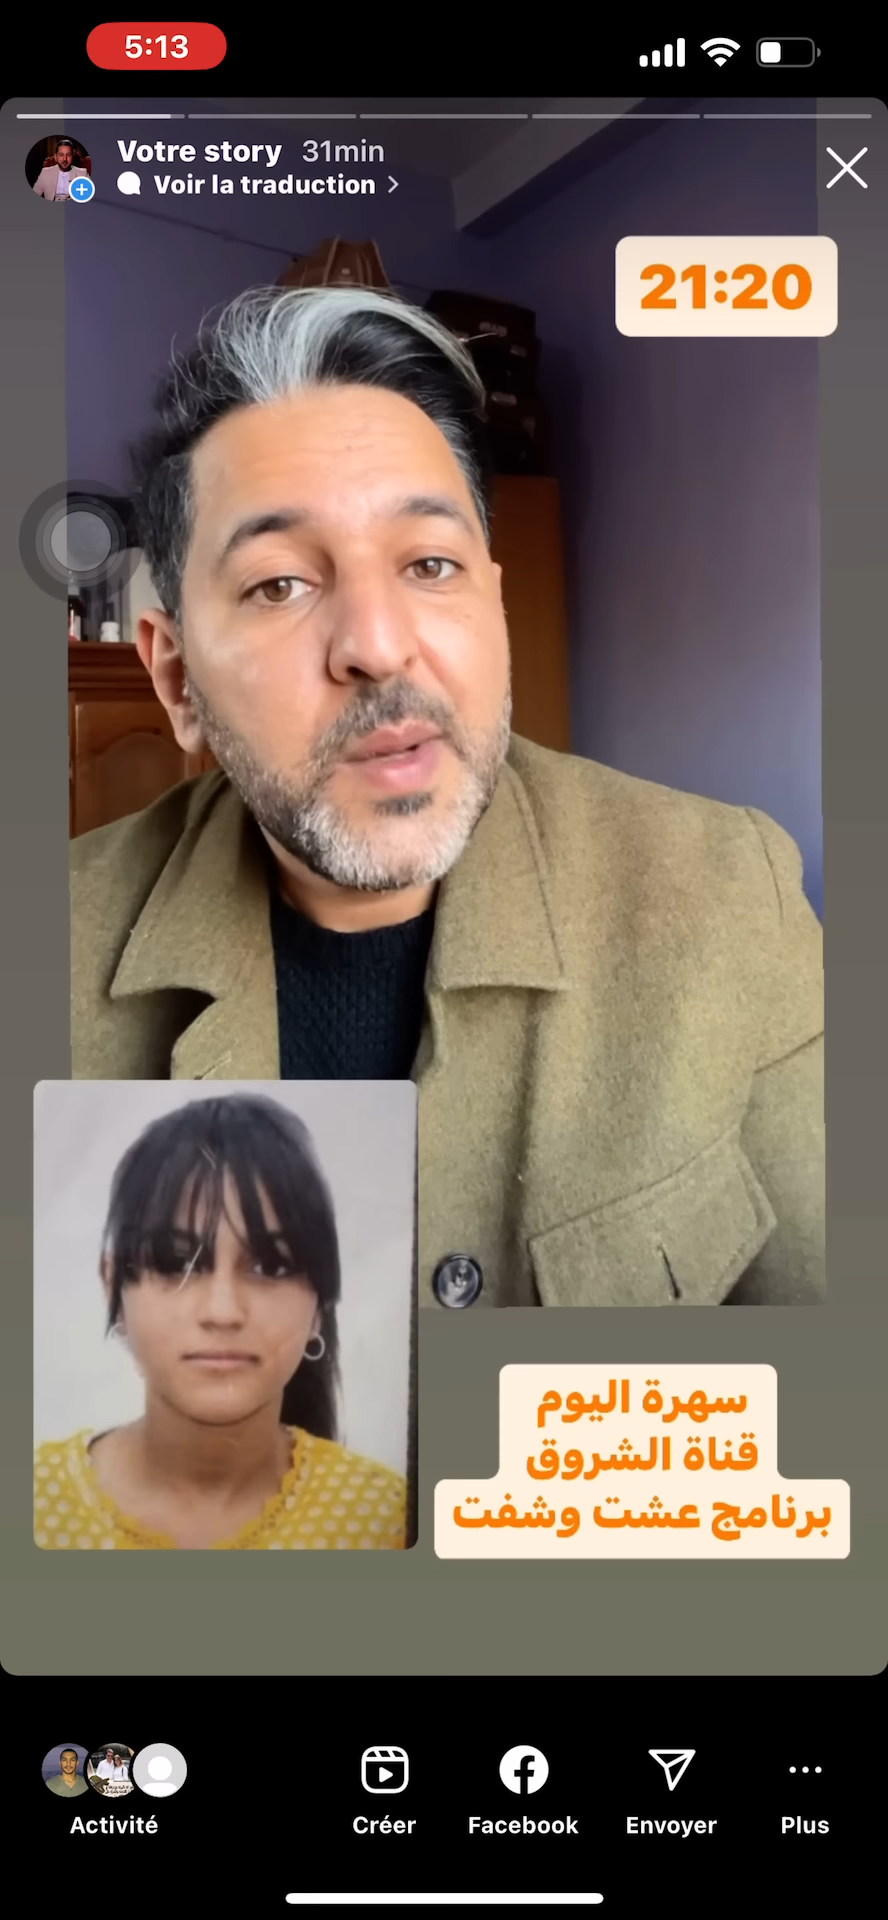 5:13
Votre story 31min
Voir la traduction
21:20
سهرة اليوم
قناة الشروق
برنامج عشت وشفت
Activité
Créer
Facebook
Envoyer
Plus